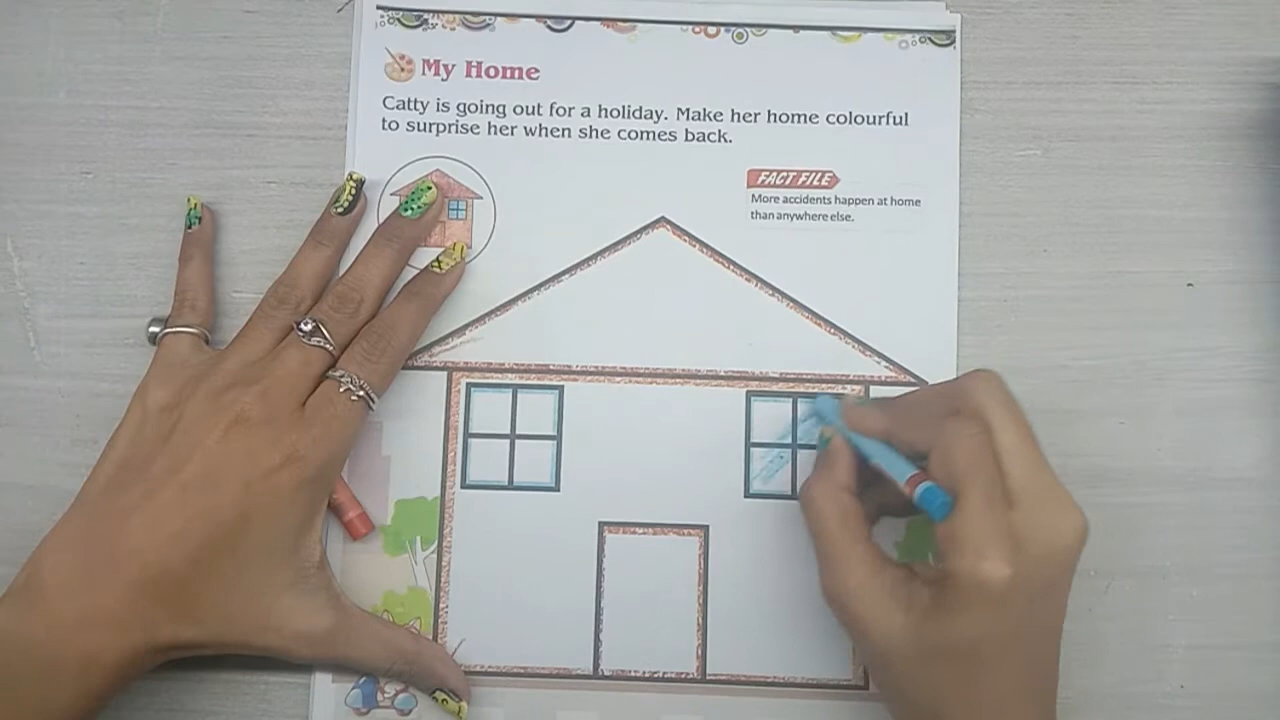 My Home
Catty is going out for a holiday. Make her home colourful
to surprise her when she comes back.
FACT FILE
More accidents happen at home
than anywhere else.